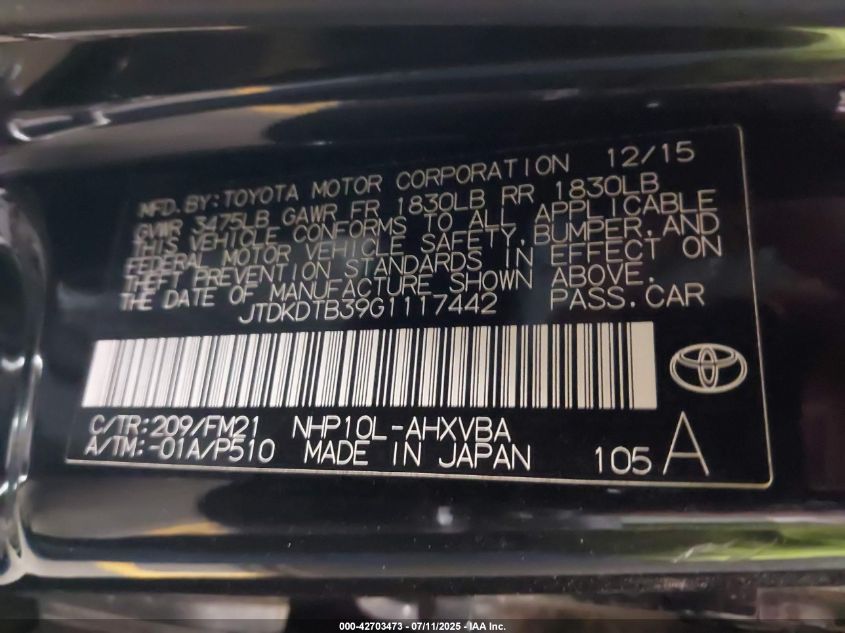 MFD. BY: TOYOTA MOTOR CORPORATION 12/15
GVWR 3475LB GAWR FR 1830LB RR 1830LB
THIS VEHICLE CONFORMS TO ALL APPLICABLE
FEDERAL MOTOR VEHICLE SAFETY, BUMPER, AND
THEFT PREVENTION STANDARDS IN EFFECT ON
THE DATE OF MANUFACTURE SHOWN ABOVE.
JTDKDTB39G1117442 PASS. CAR
C/TR: 209/FM21 NHP10L-AHXVBA
A/TM: -01A/P510 MADE IN JAPAN 105 A
000-42703473 - 07/11/2025 - IAA Inc.